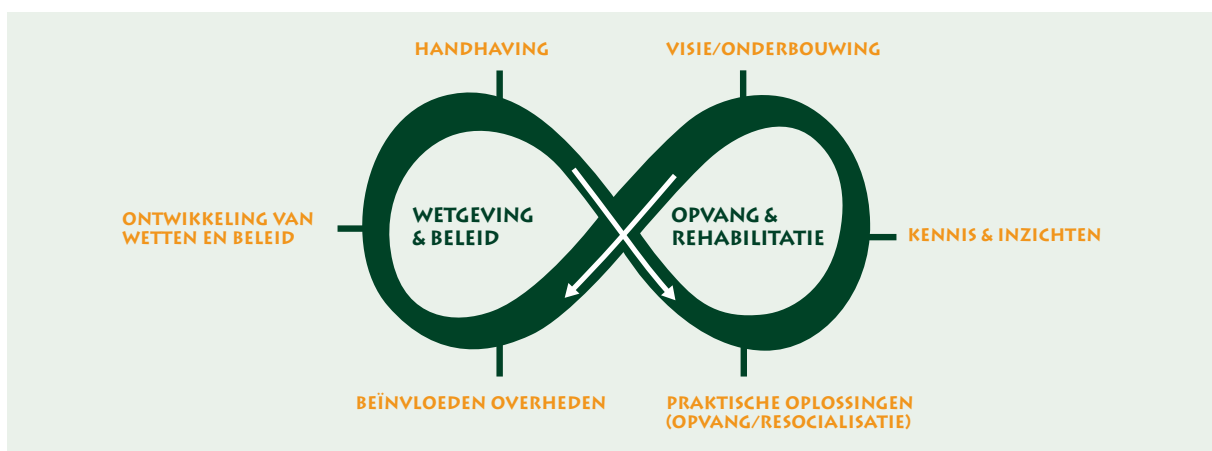 HANDHAVING
VISIE/ONDERBOUWING
ONTWIKKELING VAN
WETTEN EN BELEID
WETGEVING
& BELEID
OPVANG &
REHABILITATIE
KENNIS & INZICHTEN
BEÏNVLOEDEN OVERHEDEN
PRAKTISCHE OPLOSSINGEN
(OPVANG/RESOCIALISATIE)